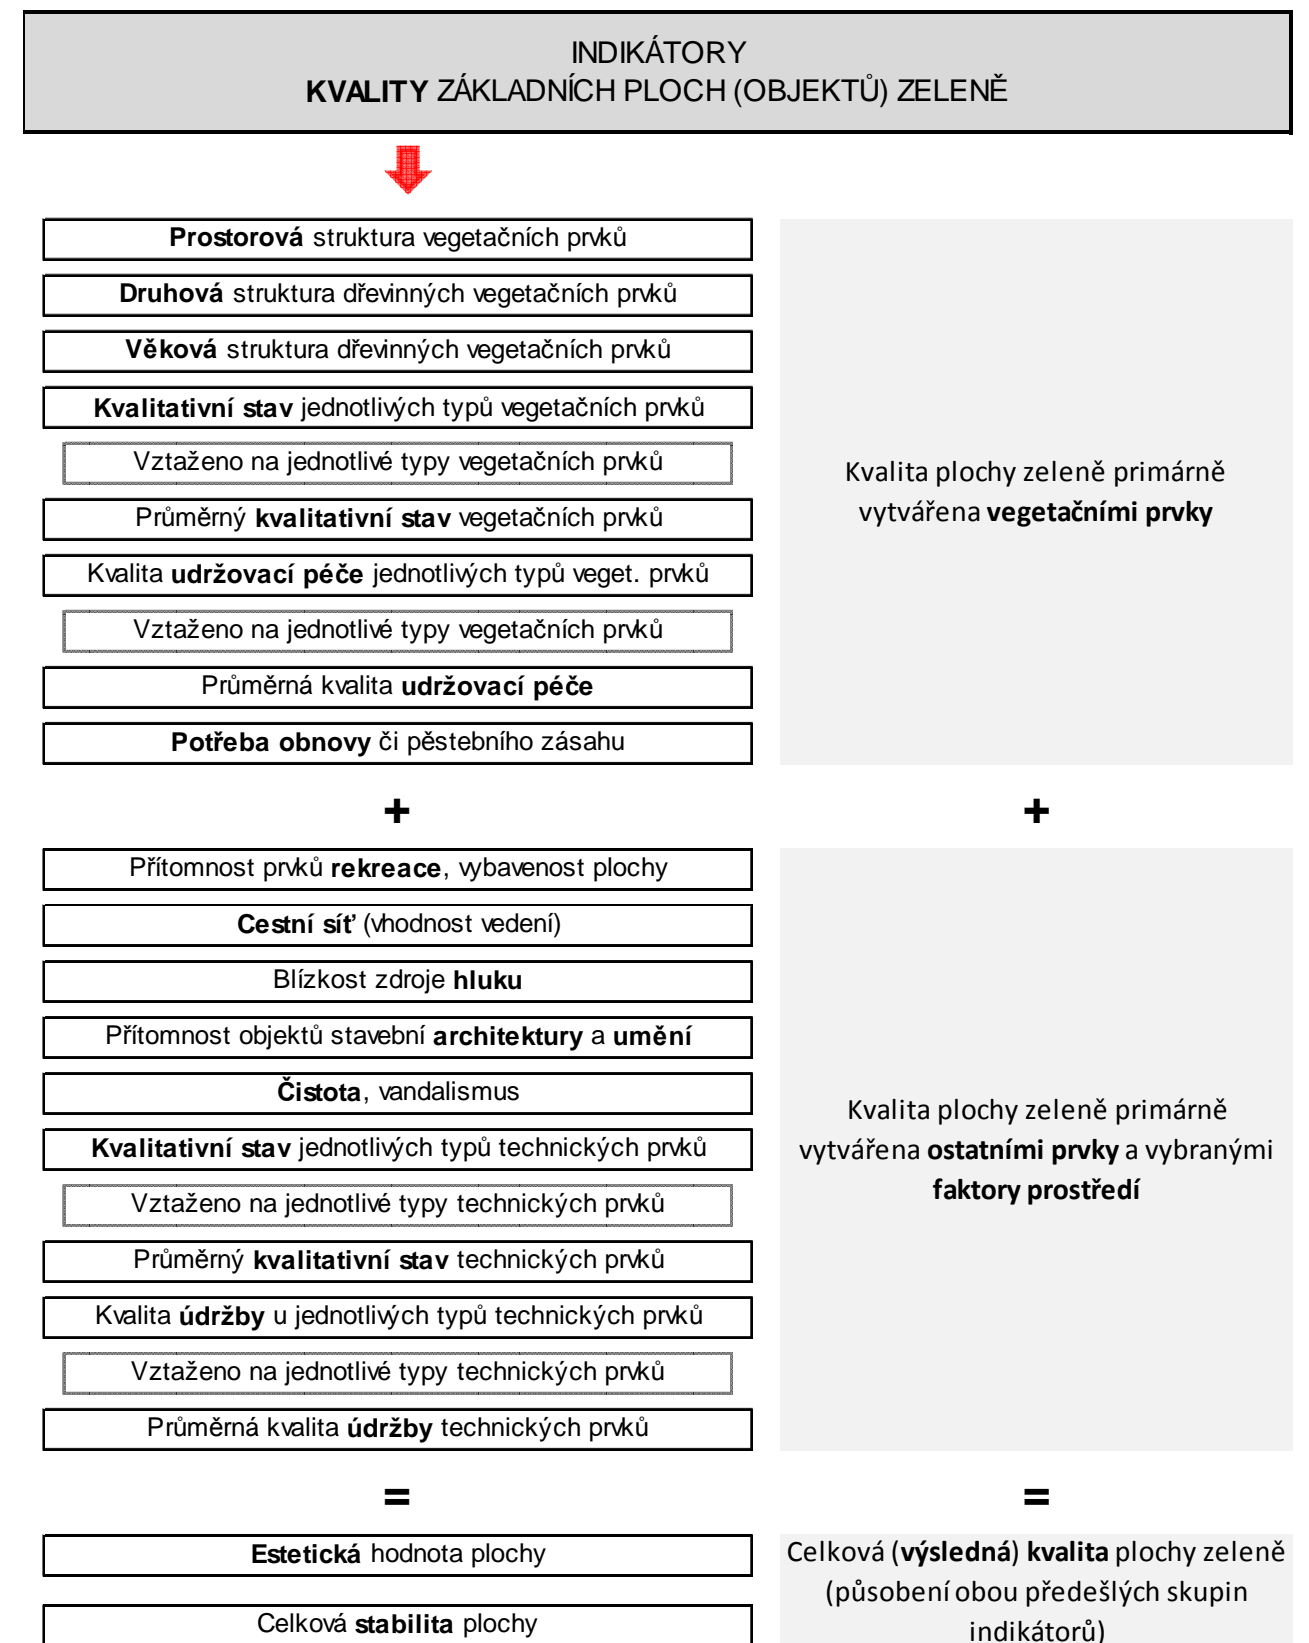 INDIKÁTORY
KVALITY ZÁKLADNÍCH PLOCH (OBJEKTŮ) ZELENĚ
Prostorová struktura vegetačních prvků
Druhová struktura dřevinných vegetačních prvků
Věková struktura dřevinných vegetačních prvků
Kvalitativní stav jednotlivých typů vegetačních prvků
Vztaženo na jednotlivé typy vegetačních prvků
Průměrný kvalitativní stav vegetačních prvků
Kvalita udržovací péče jednotlivých typů veget. prvků
Vztaženo na jednotlivé typy vegetačních prvků
Průměrná kvalita udržovací péče
Potřeba obnovy či pěstebního zásahu
Kvalita plochy zeleně primárně
vytvářena vegetačními prvky
+
+
Přítomnost prvků rekreace, vybavenost plochy
Cestní síť (vhodnost vedení)
Blízkost zdroje hluku
Přítomnost objektů stavební architektury a umění
Čistota, vandalismus
Kvalitativní stav jednotlivých typů technických prvků
Vztaženo na jednotlivé typy technických prvků
Průměrný kvalitativní stav technických prvků
Kvalita údržby u jednotlivých typů technických prvků
Vztaženo na jednotlivé typy technických prvků
Průměrná kvalita údržby technických prvků
Kvalita plochy zeleně primárně
vytvářena ostatními prvky a vybranými
faktory prostředí
=
=
Estetická hodnota plochy
Celková stabilita plochy
Celková (výsledná) kvalita plochy zeleně
(působení obou předešlých skupin
indikátorů)